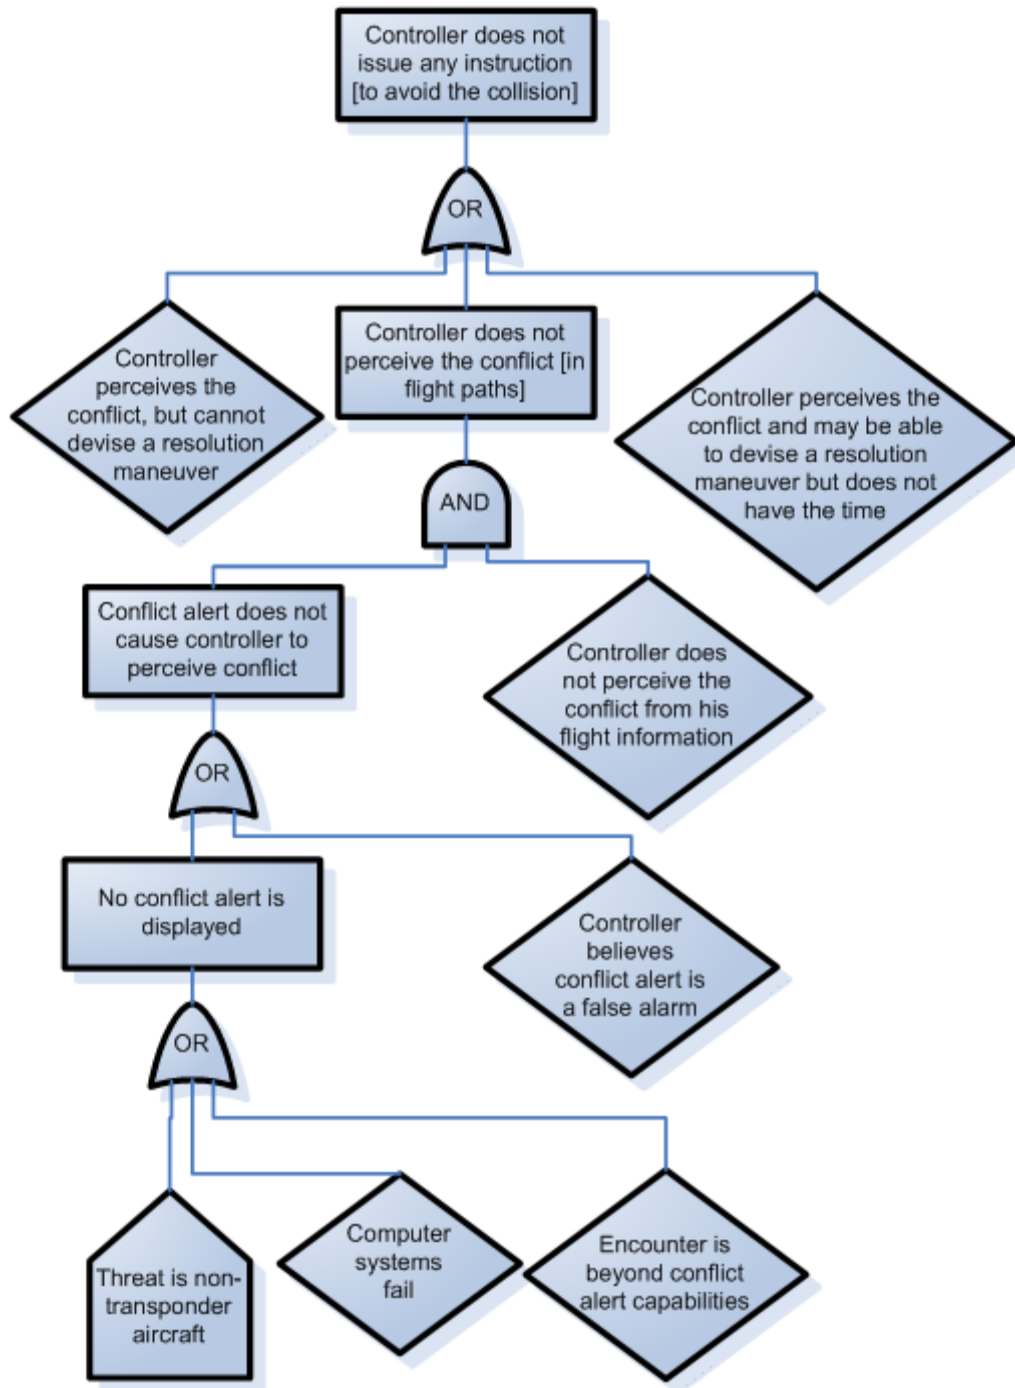 Controller does not
issue any instruction
[to avoid the collision]
OR
Controller
perceives the
conflict, but cannot
devise a resolution
maneuver
Controller does not
perceive the conflict [in
flight paths]
Controller perceives the
conflict and may be able
to devise a resolution
maneuver but does not
have the time
AND
Conflict alert does not
cause controller to
perceive conflict
Controller does
not perceive the
conflict from his
flight information
OR
No conflict alert is
displayed
Controller
believes
conflict alert is
a false alarm
OR
Threat is non-
transponder
aircraft
Computer
systems
fail
Encounter is
beyond conflict
alert capabilities